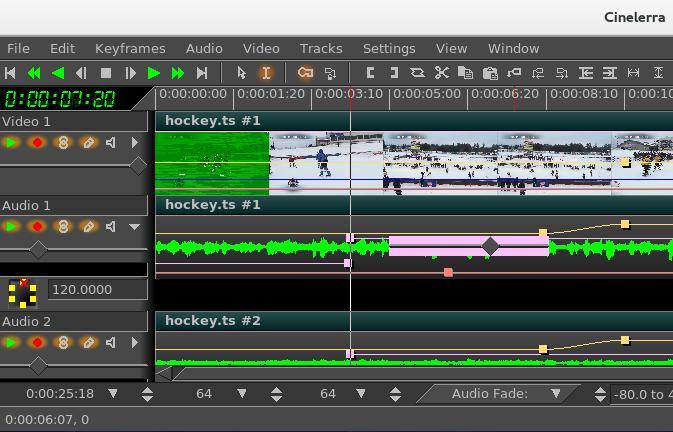 Cinelerra
File Edit Keyframes Audio Video Tracks Settings View Window
0:00:07:20
0:00:00:00 0:00:01:20 0:00:03:10 0:00:05:00 0:00:06:20 0:00:08:10 0:00:10
Video 1
hockey.ts #1
Audio 1
hockey.ts #1
120.0000
Audio 2
hockey.ts #2
0:00:25:18 64 64 Audio Fade: -80.0 to 4
0:00:06:07, 0